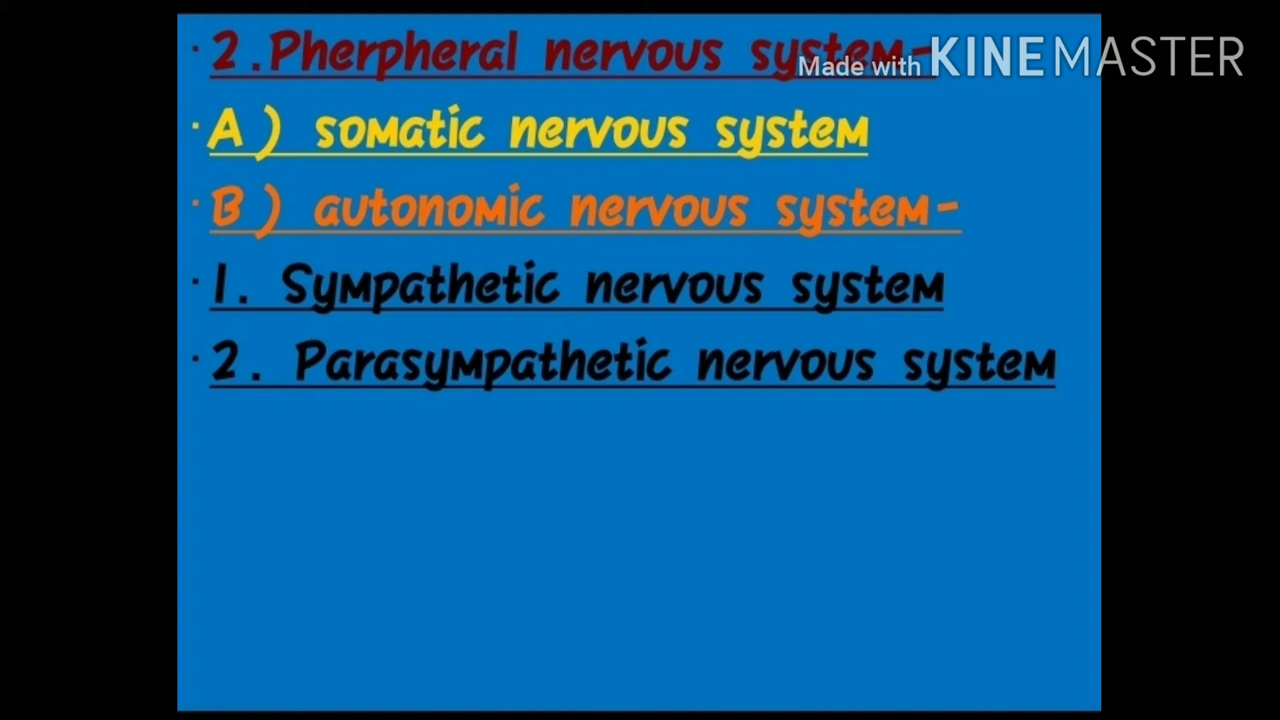 · 2.Pherpheral nervous system-
Made with KINEMASTER
· A ) somatic nervous system
· B ) autonomic nervous system-
· 1. Sympathetic nervous system
· 2. Parasympathetic nervous system